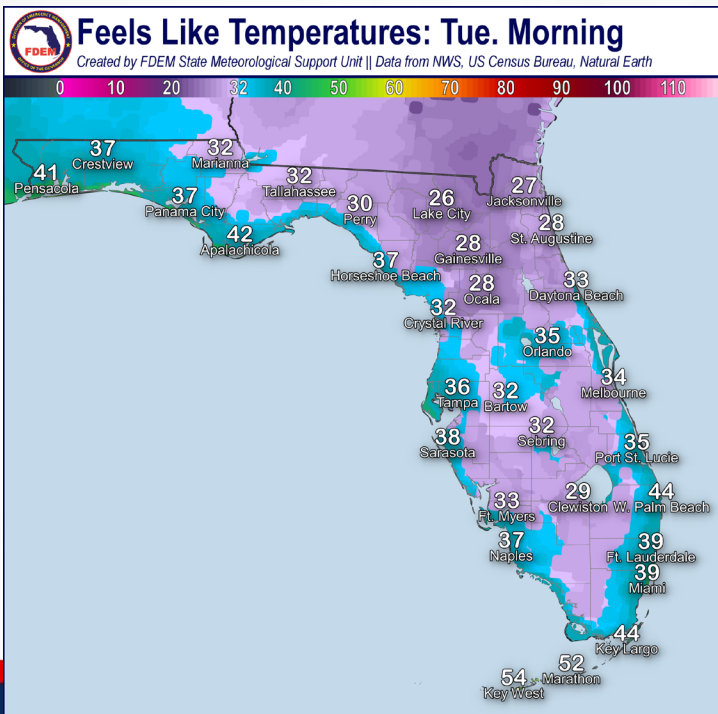 FDEM
Feels Like Temperatures: Tue. Morning
Created by FDEM State Meteorological Support Unit || Data from NWS, US Census Bureau, Natural Earth
0 10 20 32 40 50 60 70 80 90 100 110
37
Crestview
32
Marianna
41
Pensacola
32
Tallahassee
37
Panama City
30
Perry
26
Lake City
27
Jacksonville
42
Apalachicola
28
St. Augustine
28
Gainesville
37
Horseshoe Beach
28
Ocala
33
Daytona Beach
32
Crystal River
35
Orlando
34
Melbourne
36
Tampa
32
Bartow
38
Sarasota
32
Sebring
35
Port St. Lucie
33
Ft. Myers
29
Clewiston
44
W. Palm Beach
37
Naples
39
Ft. Lauderdale
39
Miami
44
Key Largo
52
Marathon
54
Key West